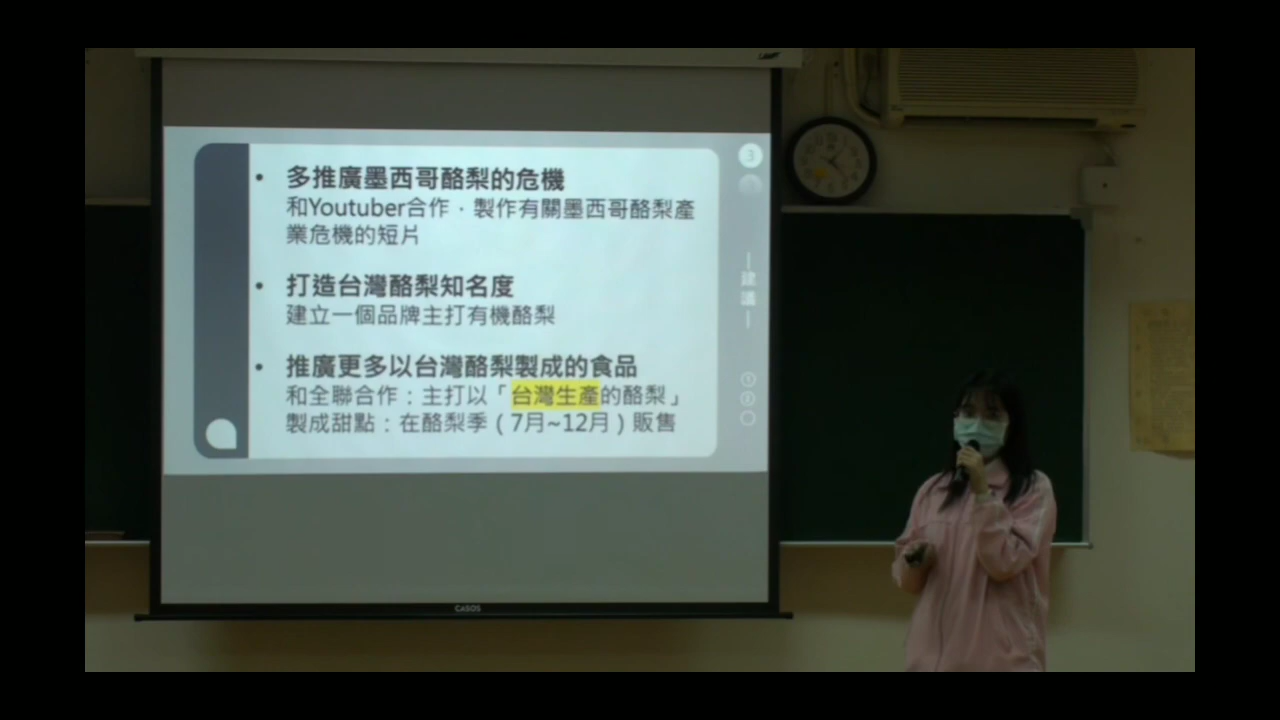 • 多推廣墨西哥酪梨的危機
和Youtuber合作，製作有關墨西哥酪梨產
業危機的短片
• 打造台灣酪梨知名度
建立一個品牌主打有機酪梨
• 推廣更多以台灣酪梨製成的食品
和全聯合作：主打以「台灣生產的酪梨」
製成甜點：在酪梨季（7月~12月）販售
3
建議
CASOS